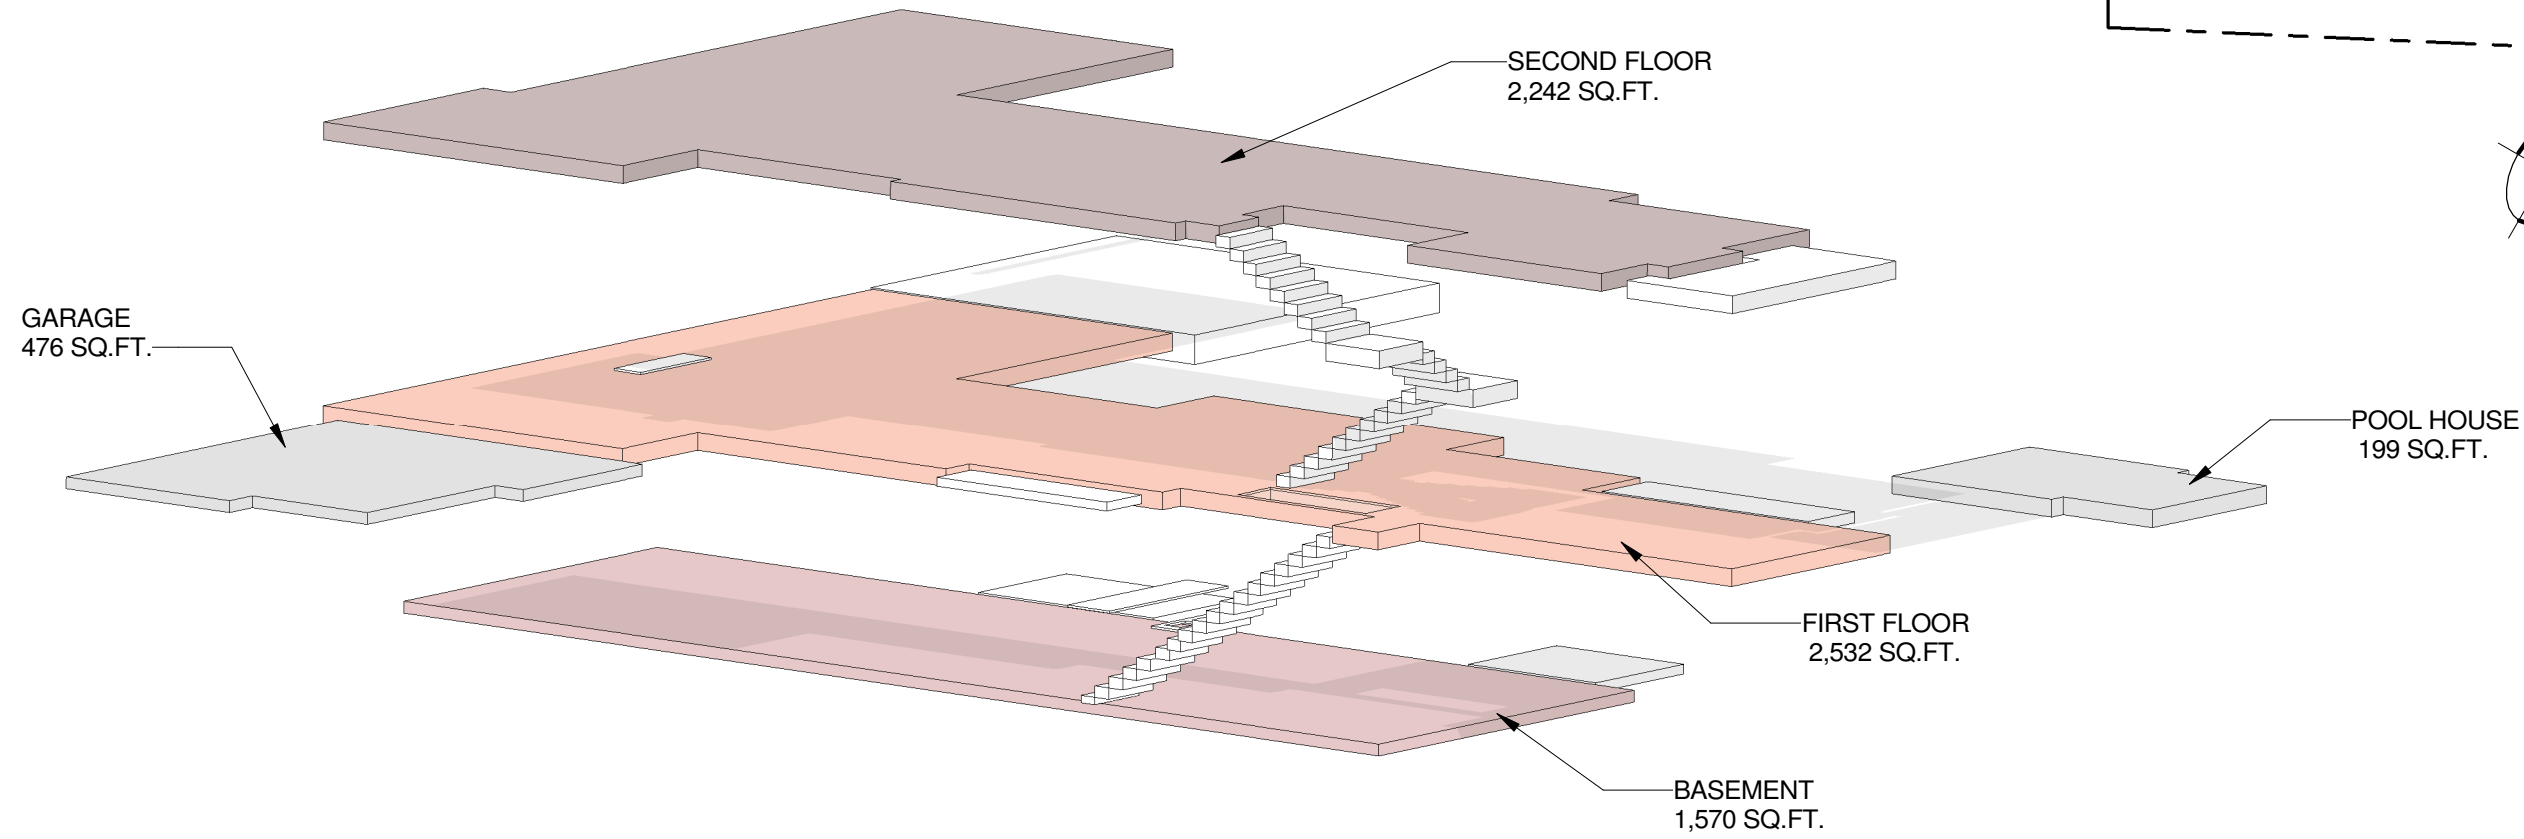 SECOND FLOOR
2,242 SQ.FT.
GARAGE
476 SQ.FT.
POOL HOUSE
199 SQ.FT.
FIRST FLOOR
2,532 SQ.FT.
BASEMENT
1,570 SQ.FT.